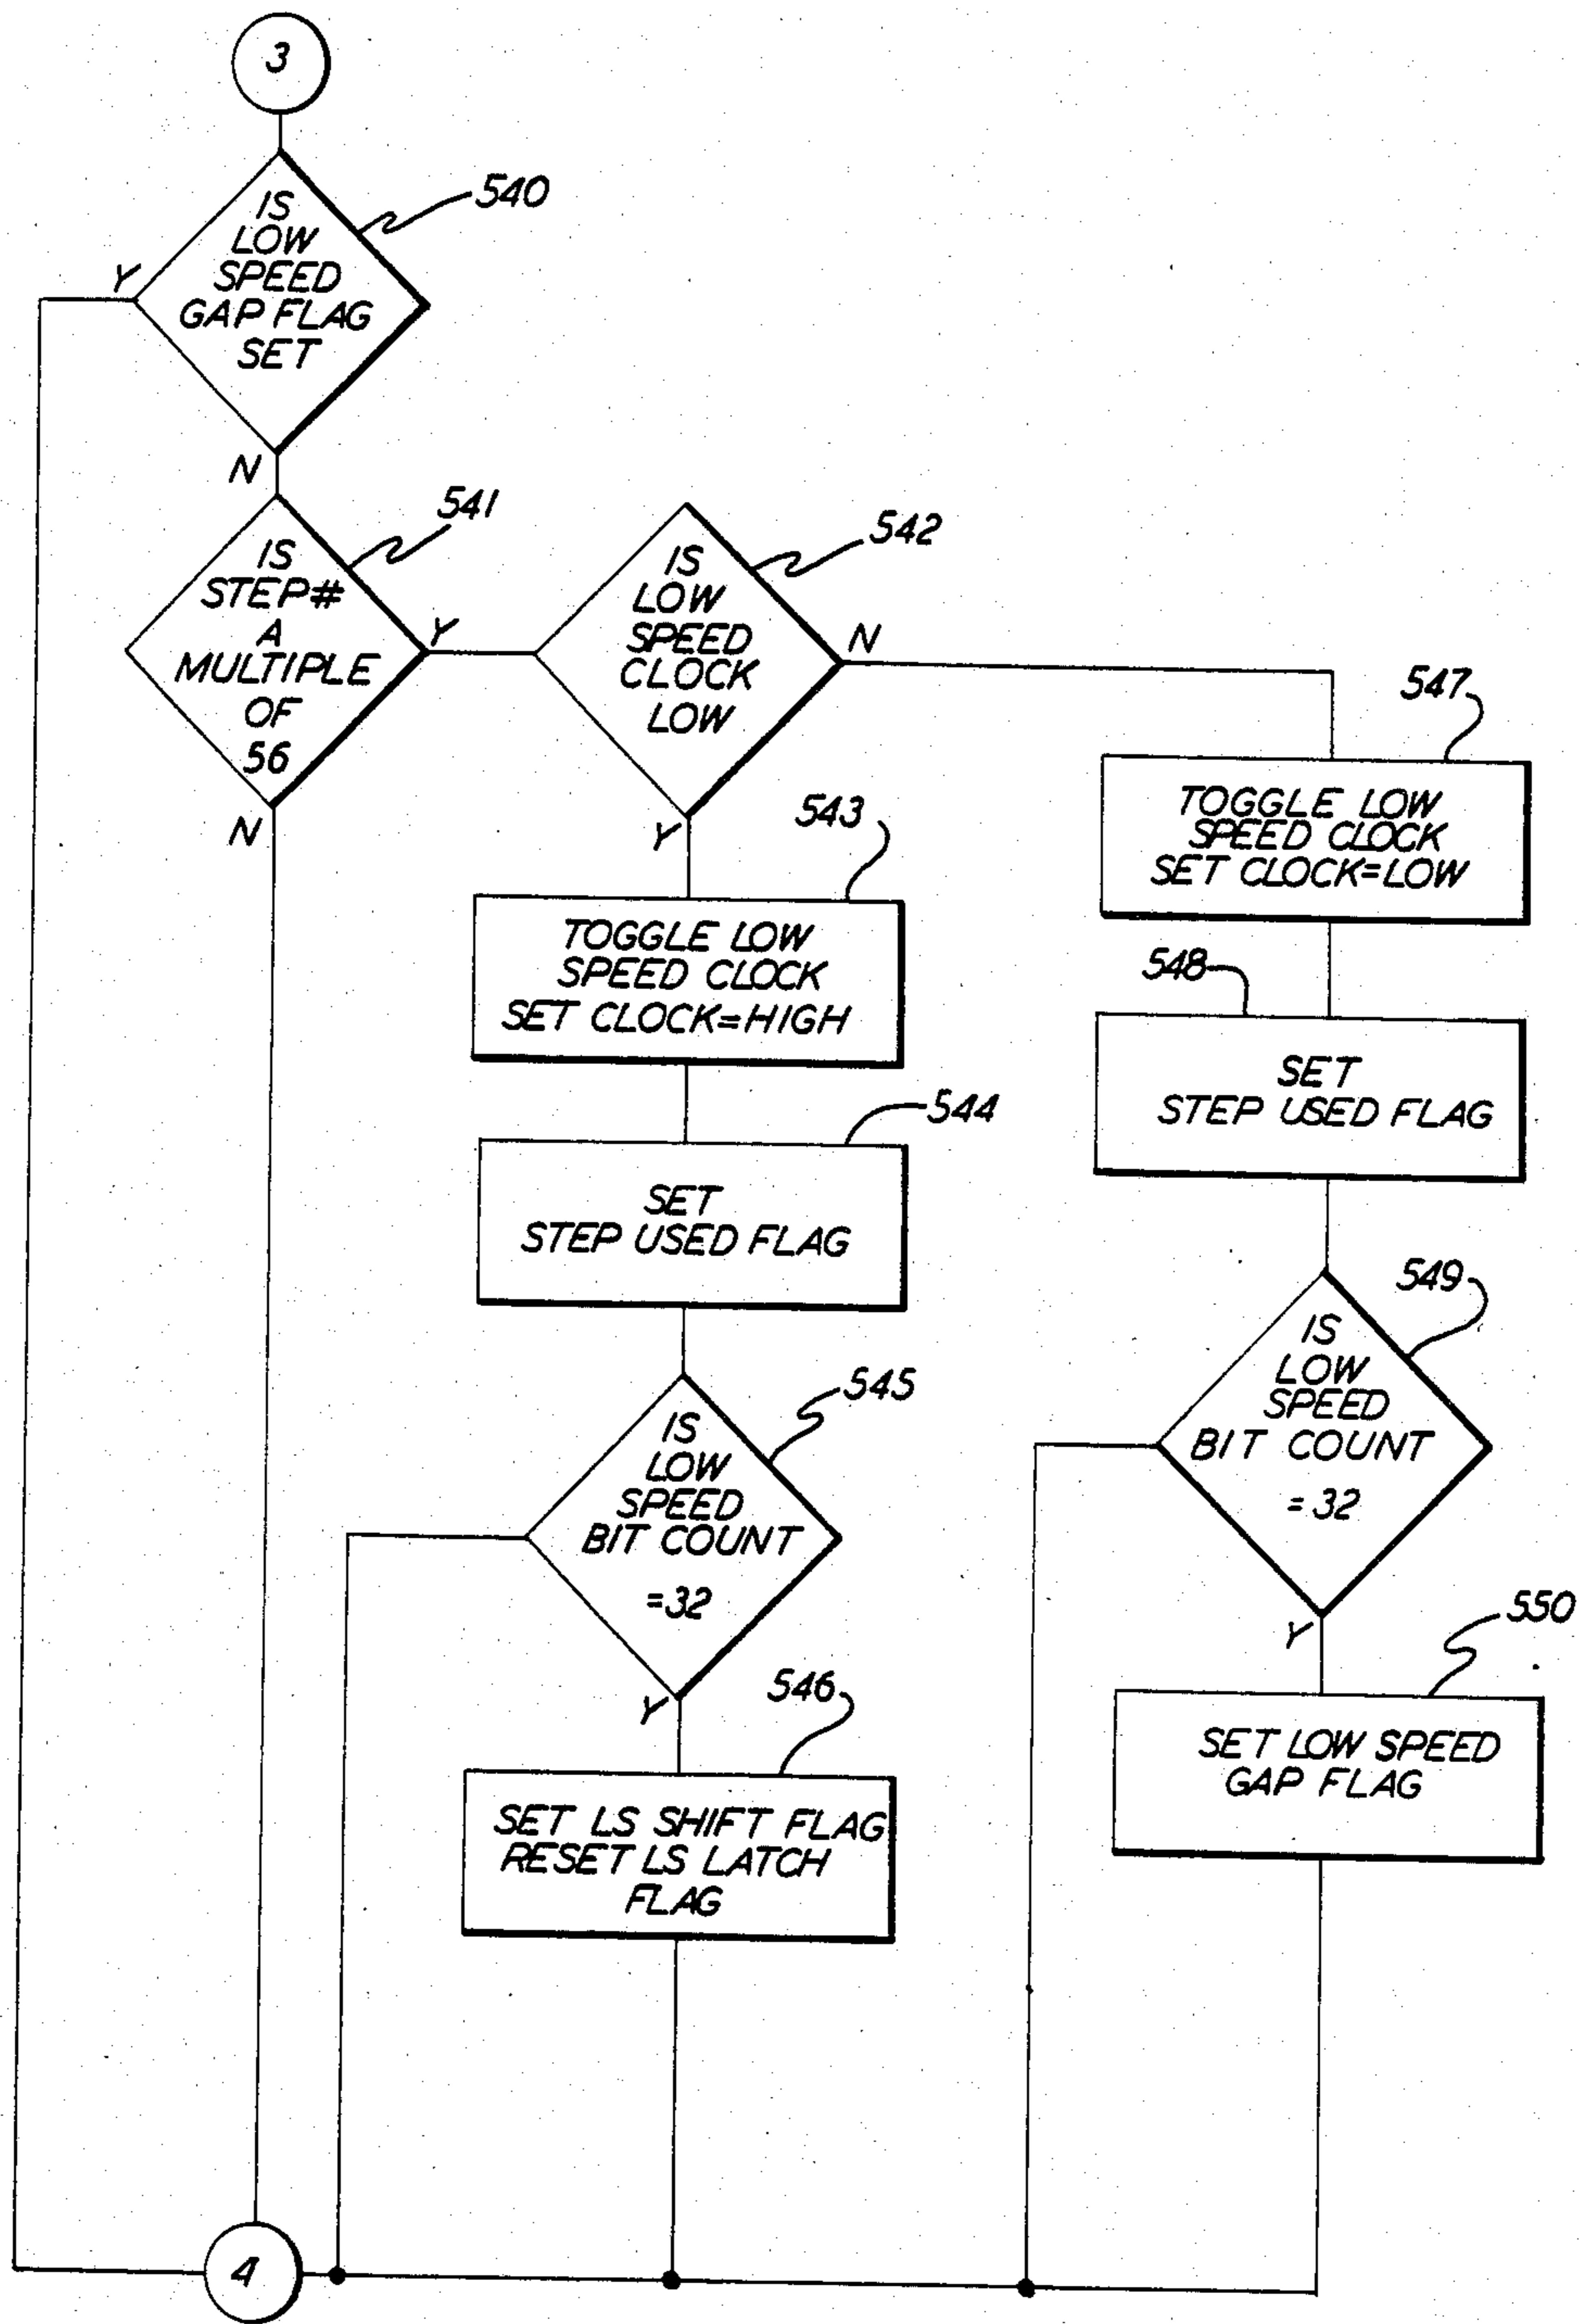 3
540
IS
LOW
SPEED
GAP FLAG
SET
Y
N
541
IS
STEP#
A
MULTIPLE
OF
56
Y
N
542
IS
LOW
SPEED
CLOCK
LOW
N
Y
543
TOGGLE LOW
SPEED CLOCK
SET CLOCK=HIGH
544
SET
STEP USED FLAG
545
IS
LOW
SPEED
BIT COUNT
=32
Y
546
SET LS SHIFT FLAG
RESET LS LATCH
FLAG
547
TOGGLE LOW
SPEED CLOCK
SET CLOCK=LOW
548
SET
STEP USED FLAG
549
IS
LOW
SPEED
BIT COUNT
=32
Y
550
SET LOW SPEED
GAP FLAG
4